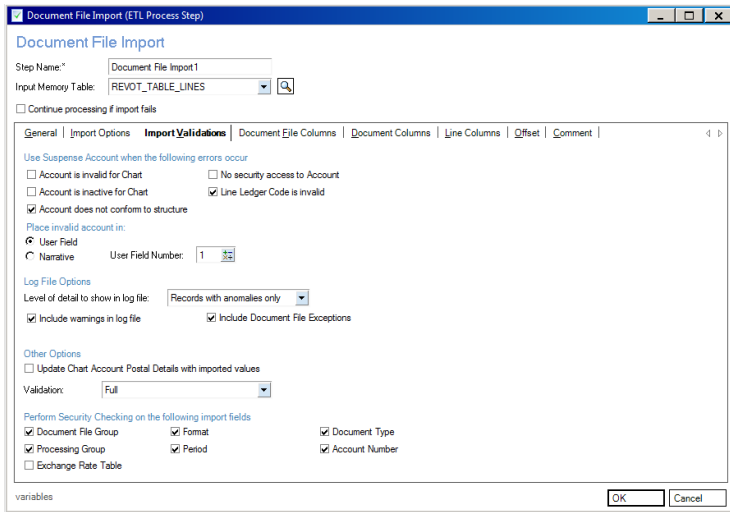 Document File Import (ETL Process Step)
Document File Import
Step Name:* Document File Import1
Input Memory Table: REVOT_TABLE_LINES
Continue processing if import fails
General | Import Options Import Validations | Document File Columns | Document Columns | Line Columns | Offset | Comment |
Use Suspense Account when the following errors occur
Account is invalid for Chart No security access to Account
Account is inactive for Chart Line Ledger Code is invalid
Account does not conform to structure
Place invalid account in:
User Field
Narrative User Field Number: 1
Log File Options
Level of detail to show in log file: Records with anomalies only
Include warnings in log file Include Document File Exceptions
Other Options
Update Chart Account Postal Details with imported values
Validation: Full
Perform Security Checking on the following import fields
Document File Group Format Document Type
Processing Group Period Account Number
Exchange Rate Table
variables OK Cancel